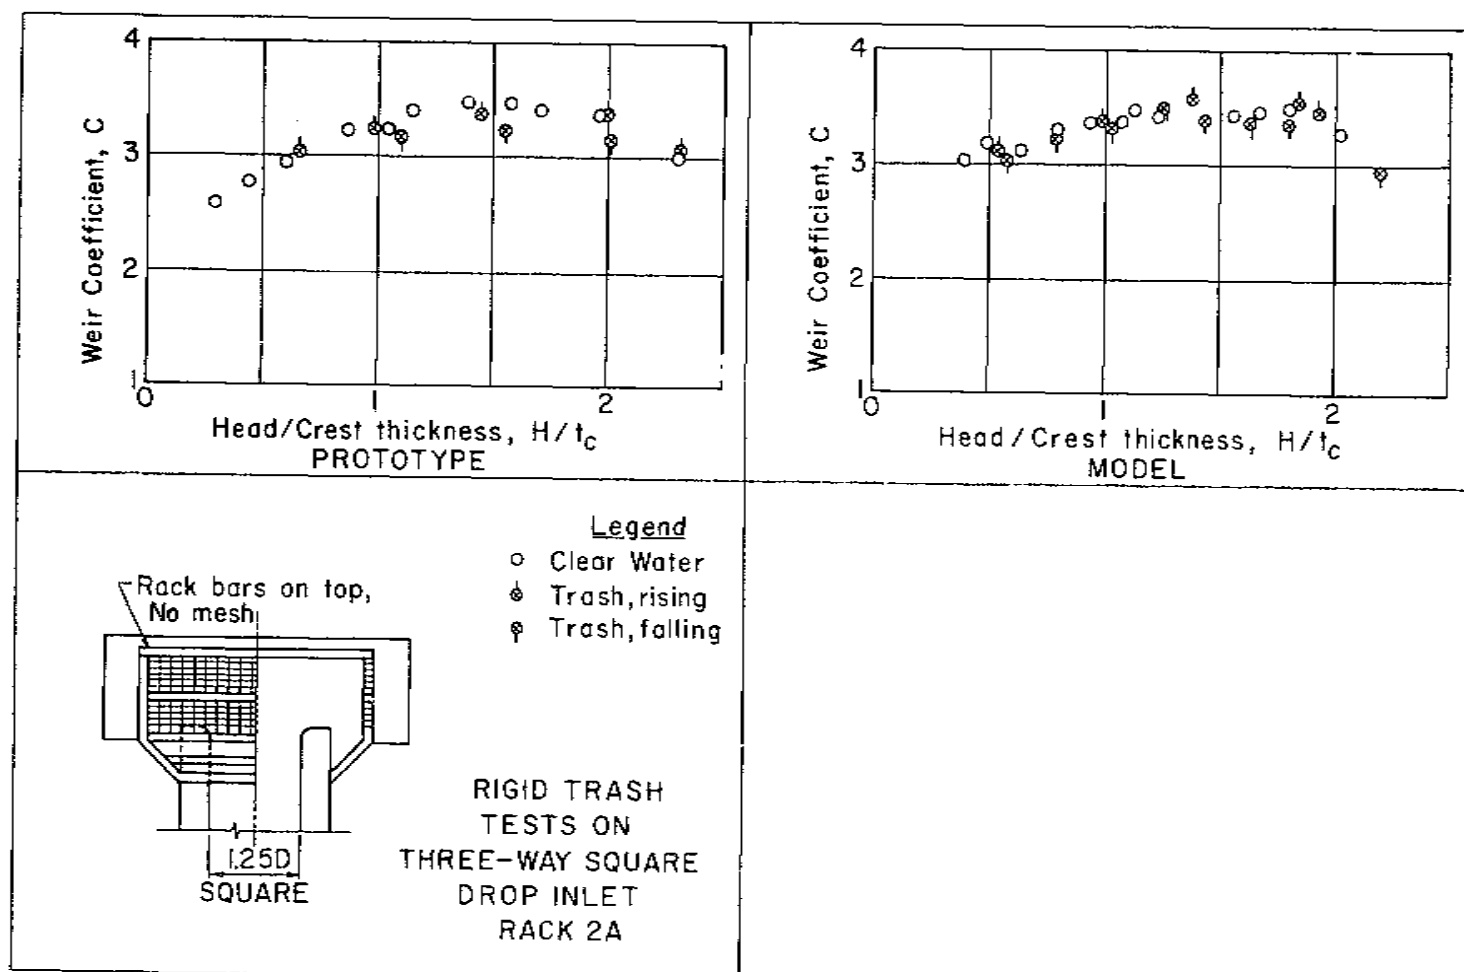 4
3
2
1
0
1
2
Weir Coefficient, C
Head/Crest thickness, H/tc
PROTOTYPE
4
3
2
1
0
1
2
Weir Coefficient, C
Head/Crest thickness, H/tc
MODEL
Legend
Clear Water
Trash, rising
Trash, falling
Rack bars on top,
No mesh
1.25D
SQUARE
RIGID TRASH
TESTS ON
THREE-WAY SQUARE
DROP INLET
RACK 2A